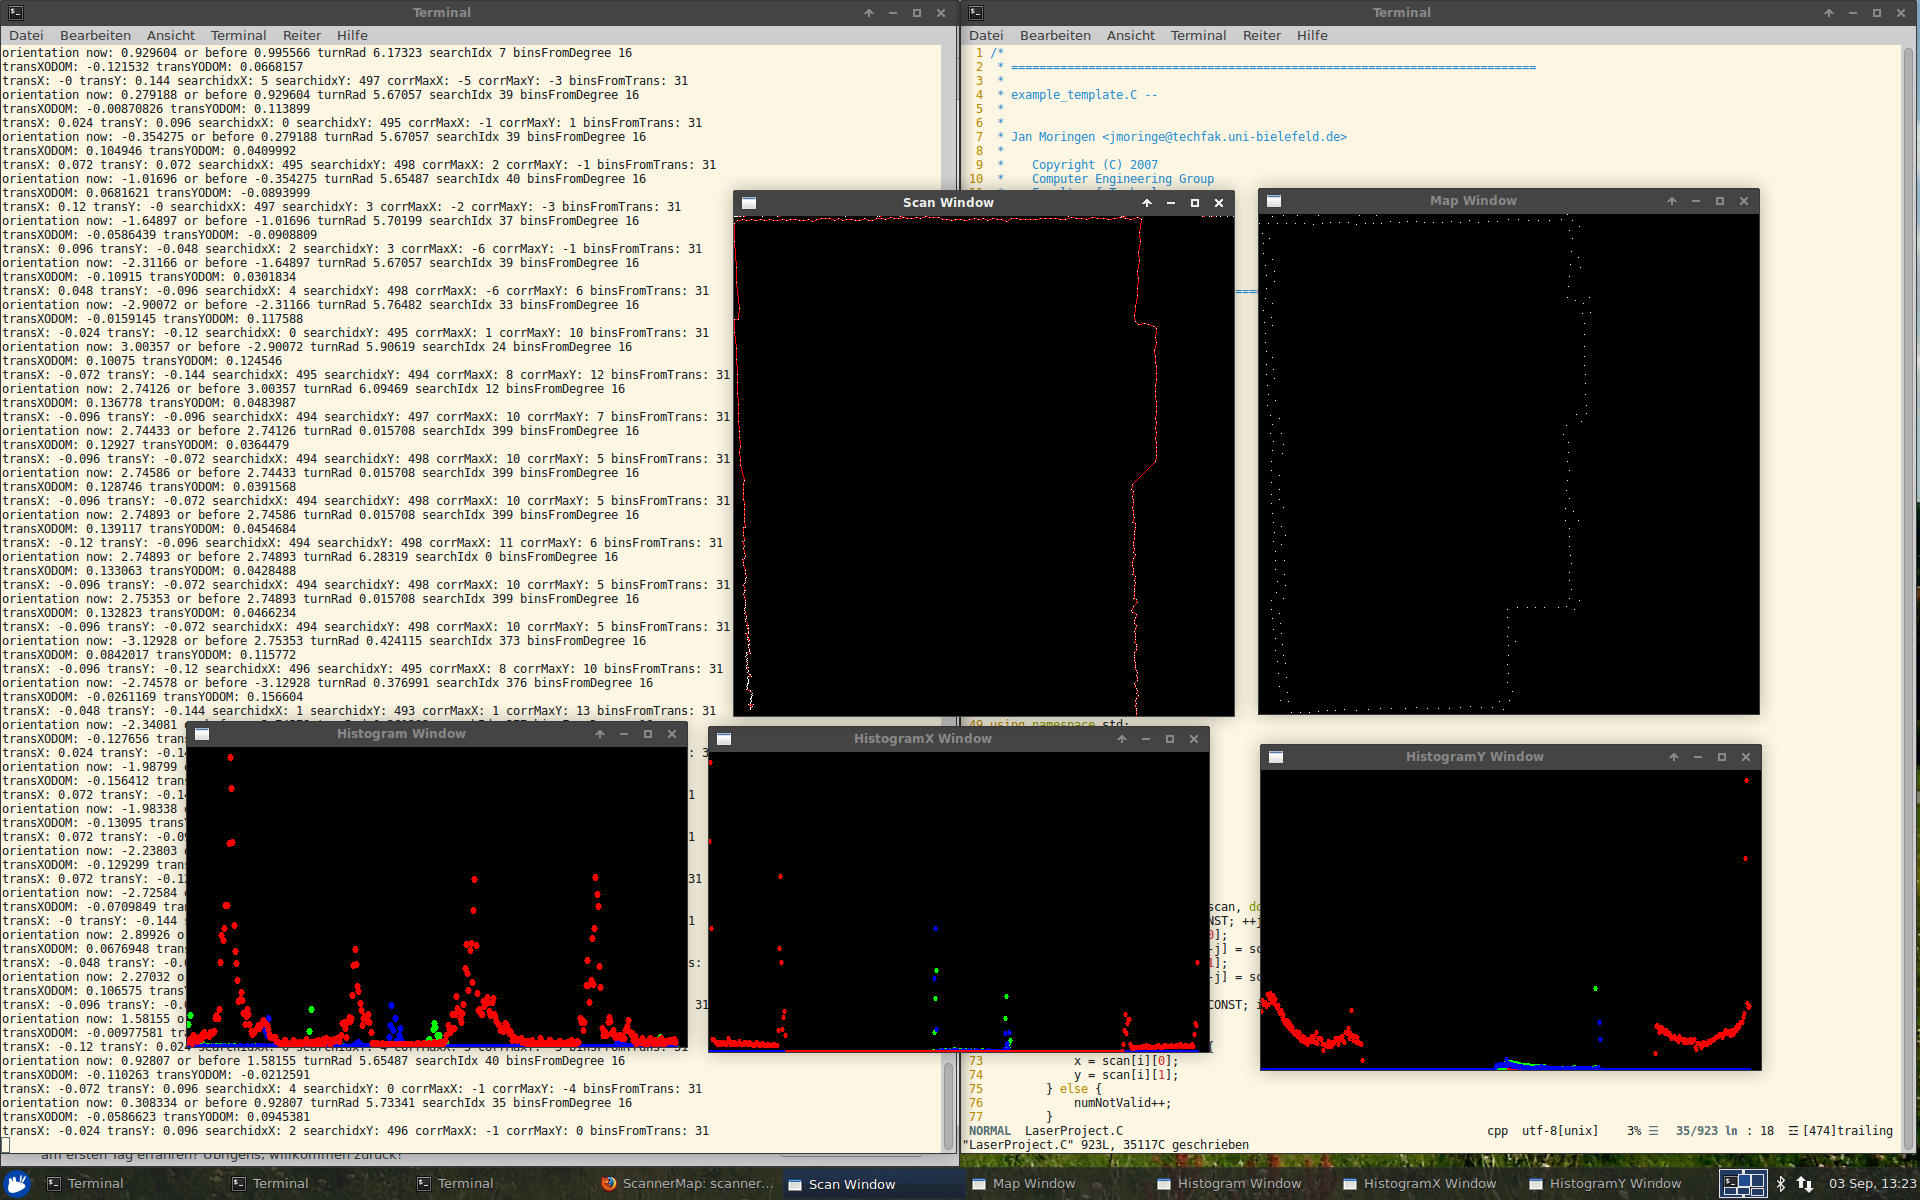 Terminal
Datei Bearbeiten Ansicht Terminal Reiter Hilfe
orientation now: 0.929604 or before 0.995566 turnRad 6.17323 searchIdx 7 binsFromDegree 16
transXODOM: -0.121532 transYODOM: 0.0668157
transX: -0 transY: 0.144 searchidxX: 5 searchidxY: 497 corrMaxX: -5 corrMaxY: -3 binsFromTrans: 31
orientation now: 0.279188 or before 0.929604 turnRad 5.67057 searchIdx 39 binsFromDegree 16
transXODOM: -0.00870826 transYODOM: 0.113899
transX: 0.024 transY: 0.096 searchidxX: 0 searchidxY: 495 corrMaxX: -1 corrMaxY: 1 binsFromTrans: 31
orientation now: -0.354275 or before 0.279188 turnRad 5.67057 searchIdx 39 binsFromDegree 16
transXODOM: 0.104946 transYODOM: 0.0409992
transX: 0.072 transY: 0.072 searchidxX: 495 searchidxY: 498 corrMaxX: 2 corrMaxY: -1 binsFromTrans: 31
orientation now: -1.01696 or before -0.354275 turnRad 5.65487 searchIdx 40 binsFromDegree 16
transXODOM: 0.0681621 transYODOM: -0.0893999
transX: 0.12 transY: -0 searchidxX: 497 searchidxY: 3 corrMaxX: -2 corrMaxY: -3 binsFromTrans: 31
orientation now: -1.64897 or before -1.01696 turnRad 5.70199 searchIdx 37 binsFromDegree 16
transXODOM: -0.0586439 transYODOM: -0.0908809
transX: 0.096 transY: -0.048 searchidxX: 2 searchidxY: 3 corrMaxX: -6 corrMaxY: -1 binsFromTrans: 31
orientation now: -2.31166 or before -1.64897 turnRad 5.67057 searchIdx 39 binsFromDegree 16
transXODOM: -0.10915 transYODOM: 0.0301834
transX: 0.048 transY: -0.096 searchidxX: 4 searchidxY: 498 corrMaxX: -6 corrMaxY: 6 binsFromTrans: 31
orientation now: -2.90072 or before -2.31166 turnRad 5.76482 searchIdx 33 binsFromDegree 16
transXODOM: -0.0159145 transYODOM: 0.117588
transX: -0.024 transY: -0.12 searchidxX: 0 searchidxY: 495 corrMaxX: 1 corrMaxY: 10 binsFromTrans: 31
orientation now: 3.00357 or before -2.90072 turnRad 5.90619 searchIdx 24 binsFromDegree 16
transXODOM: 0.10075 transYODOM: 0.124546
transX: -0.072 transY: -0.144 searchidxX: 495 searchidxY: 494 corrMaxX: 8 corrMaxY: 12 binsFromTrans: 31
orientation now: 2.74126 or before 3.00357 turnRad 6.09469 searchIdx 12 binsFromDegree 16
transXODOM: 0.136778 transYODOM: 0.0483987
transX: -0.096 transY: -0.096 searchidxX: 494 searchidxY: 497 corrMaxX: 10 corrMaxY: 7 binsFromTrans: 31
orientation now: 2.74433 or before 2.74126 turnRad 0.015708 searchIdx 399 binsFromDegree 16
transXODOM: 0.12927 transYODOM: 0.0364479
transX: -0.096 transY: -0.072 searchidxX: 494 searchidxY: 498 corrMaxX: 10 corrMaxY: 5 binsFromTrans: 31
orientation now: 2.74586 or before 2.74433 turnRad 0.015708 searchIdx 399 binsFromDegree 16
transXODOM: 0.128746 transYODOM: 0.0391568
transX: -0.096 transY: -0.072 searchidxX: 494 searchidxY: 498 corrMaxX: 10 corrMaxY: 5 binsFromTrans: 31
orientation now: 2.74893 or before 2.74586 turnRad 0.015708 searchIdx 399 binsFromDegree 16
transXODOM: 0.139117 transYODOM: 0.0454684
transX: -0.12 transY: -0.096 searchidxX: 494 searchidxY: 498 corrMaxX: 11 corrMaxY: 6 binsFromTrans: 31
orientation now: 2.74893 or before 2.74893 turnRad 6.28319 searchIdx 0 binsFromDegree 16
transXODOM: 0.133063 transYODOM: 0.0428488
transX: -0.096 transY: -0.072 searchidxX: 494 searchidxY: 498 corrMaxX: 10 corrMaxY: 5 binsFromTrans: 31
orientation now: 2.75353 or before 2.74893 turnRad 0.015708 searchIdx 399 binsFromDegree 16
transXODOM: 0.132823 transYODOM: 0.0466234
transX: -0.096 transY: -0.072 searchidxX: 494 searchidxY: 498 corrMaxX: 10 corrMaxY: 5 binsFromTrans: 31
orientation now: -3.12928 or before 2.75353 turnRad 0.424115 searchIdx 373 binsFromDegree 16
transXODOM: 0.0842017 transYODOM: 0.115772
transX: -0.096 transY: -0.12 searchidxX: 496 searchidxY: 495 corrMaxX: 8 corrMaxY: 10 binsFromTrans: 31
orientation now: -2.74578 or before -3.12928 turnRad 0.376991 searchIdx 376 binsFromDegree 16
transXODOM: -0.0261169 transYODOM: 0.156604
transX: -0.048 transY: -0.144 searchidxX: 1 searchidxY: 493 corrMaxX: 1 corrMaxY: 13 binsFromTrans: 31
orientation now: -2.34081
transXODOM: -0.127656
transX: 0.024 transY:
orientation now: -1.98799
transXODOM: -0.156412
transX: 0.072 transY:
orientation now: -1.98338
transXODOM: -0.13095
transX: 0.072 transY:
orientation now: -2.23803
transXODOM: -0.129299
transX: 0.072 transY:
orientation now: -2.72584
transXODOM: -0.0709849
transX: -0 transY: -0.144
orientation now: 2.89926
transXODOM: 0.0676948
transX: -0.048 transY:
orientation now: 2.27032
transXODOM: 0.106575
transX: -0.096 transY:
orientation now: 1.58155
transXODOM: -0.00977581
transX: -0.12 transY: 0.024
orientation now: 0.92807 or before 1.58155 turnRad 5.65487 searchIdx 40 binsFromDegree 16
transXODOM: -0.110263 transYODOM: -0.0212591
transX: -0.072 transY: 0.096 searchidxX: 4 searchidxY: 0 corrMaxX: -1 corrMaxY: -4 binsFromTrans: 31
orientation now: 0.308334 or before 0.92807 turnRad 5.73341 searchIdx 35 binsFromDegree 16
transXODOM: -0.0586623 transYODOM: 0.0945381
transX: -0.024 transY: 0.096 searchidxX: 2 searchidxY: 496 corrMaxX: -1 corrMaxY: 0 binsFromTrans: 31
am ersten Tag erfahren? Übrigens, willkommen zurück!
Terminal
Datei Bearbeiten Ansicht Terminal Reiter Hilfe
1 /*
2 * ===========================================================================
3 *
4 * example_template.C --
5 *
6 *
7 * Jan Moringen <jmoringe@techfak.uni-bielefeld.de>
8 *
9 * Copyright (C) 2007
10 * Computer Engineering Group
Scan Window
Map Window
49 using namespace std;
Histogram Window
HistogramX Window
HistogramY Window
73 x = scan[i][0];
74 y = scan[i][1];
75 } else {
76 numNotValid++;
77 }
NORMAL LaserProject.C cpp utf-8[unix] 3% ☰ 35/923 ln : 18 ☲ [474]trailing
"LaserProject.C" 923L, 35117C geschrieben
Terminal
Terminal
Terminal
ScannerMap: scanner...
Scan Window
Map Window
Histogram Window
HistogramX Window
HistogramY Window
03 Sep, 13:23